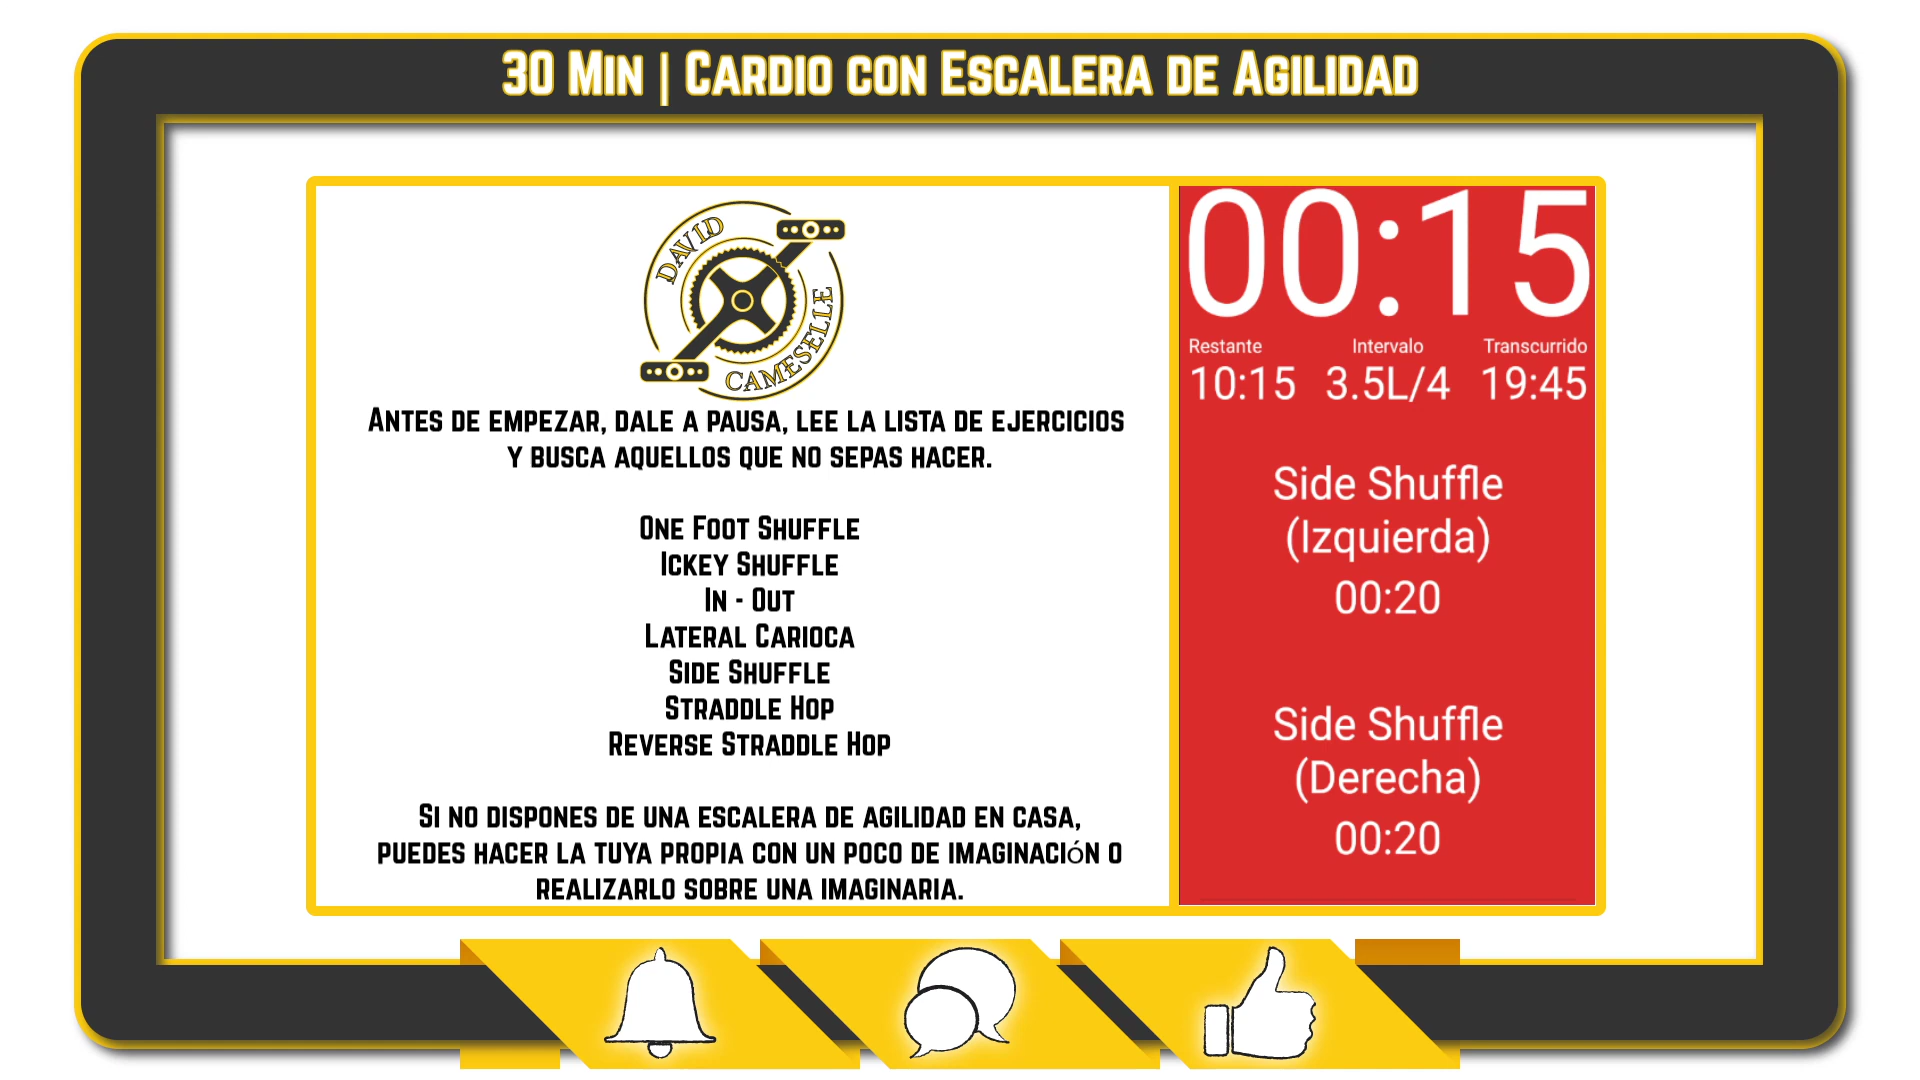 30 Min | Cardio con Escalera de Agilidad
DAVID
CAMESELLE
Antes de empezar, dale a pausa, lee la lista de ejercicios
y busca aquellos que no sepas hacer.
One Foot Shuffle
Ickey Shuffle
In - Out
Lateral Carioca
Side Shuffle
Straddle Hop
Reverse Straddle Hop
Si no dispones de una escalera de agilidad en casa,
puedes hacer la tuya propia con un poco de imaginación o
realizarlo sobre una imaginaria.
00:15
Restante Intervalo Transcurrido
10:15 3.5L/4 19:45
Side Shuffle
(Izquierda)
00:20
Side Shuffle
(Derecha)
00:20